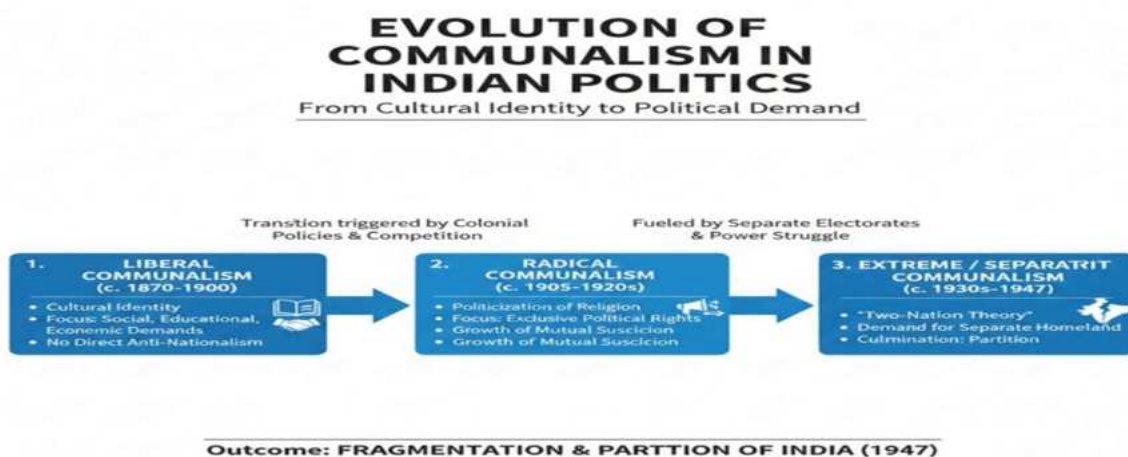 EVOLUTION OF
COMMUNALISM IN
INDIAN POLITICS
From Cultural Identity to Political Demand
Transition triggered by Colonial
Policies & Competition
Fueled by Separate Electorates
& Power Struggle
1. LIBERAL
COMMUNALISM
(c. 1870-1900)
• Cultural Identity
• Focus: Social, Educational,
Economic Demands
• No Direct Anti-Nationalism
2. RADICAL
COMMUNALISM
(c. 1905-1920s)
• Politicization of Religion
• Focus: Exclusive Political Rights
• Growth of Mutual Suscicion
• Growth of Mutual Suscicion
3. EXTREME / SEPARATRIT
COMMUNALISM
(c. 1930s-1947)
• "Two-Nation Theory"
• Demand for Separate Homeland
• Culmination: Partition
Outcome: FRAGMENTATION & PARTTION OF INDIA (1947)